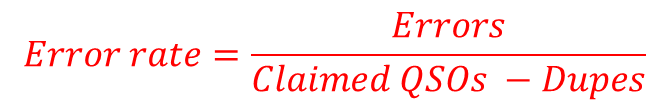 Error rate = Errors / Claimed QSOs − Dupes